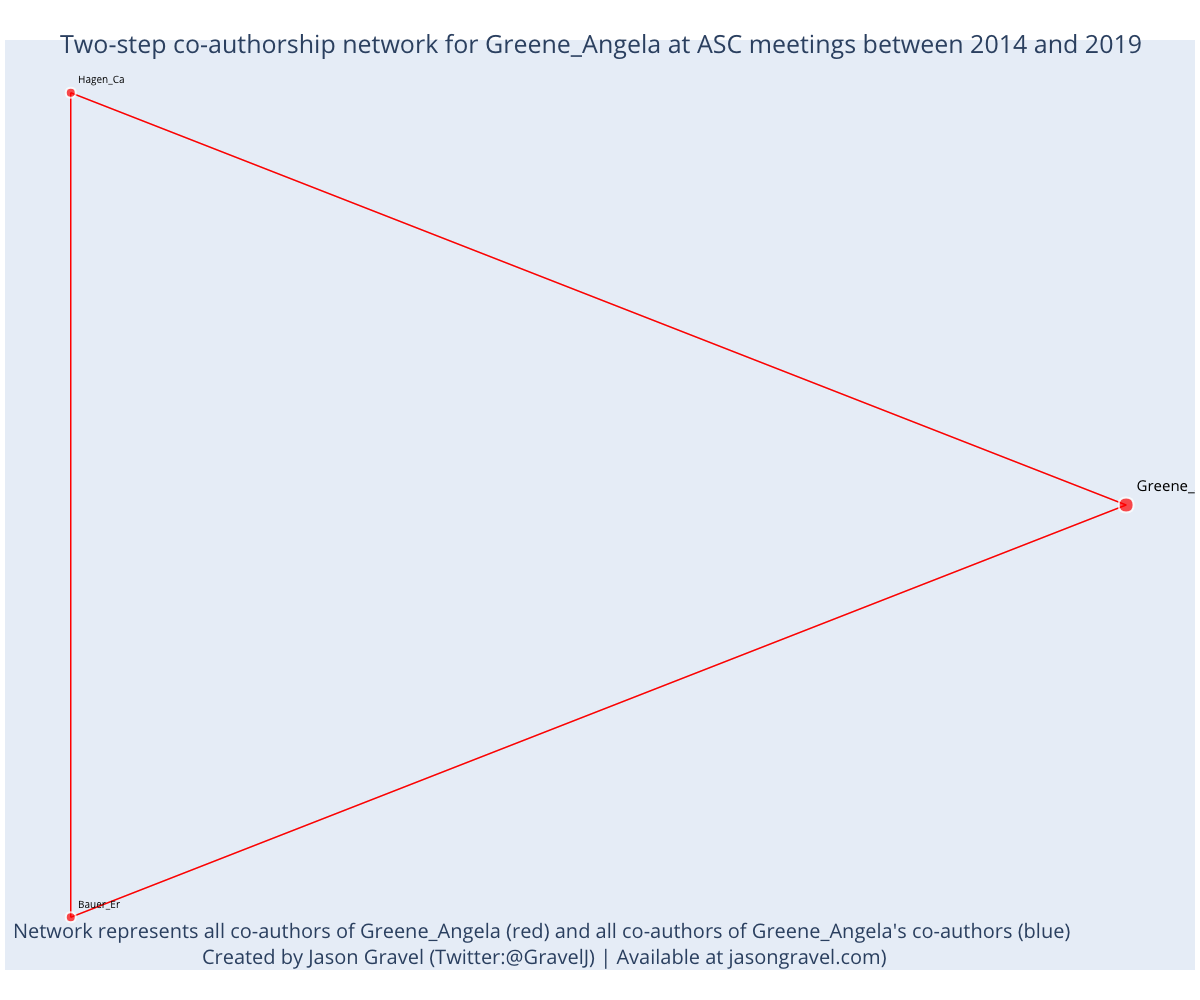 Two-step co-authorship network for Greene_Angela at ASC meetings between 2014 and 2019
Hagen_Ca
Greene_
Bauer_Er
Network represents all co-authors of Greene_Angela (red) and all co-authors of Greene_Angela's co-authors (blue)
Created by Jason Gravel (Twitter:@GravelJ) | Available at jasongravel.com)